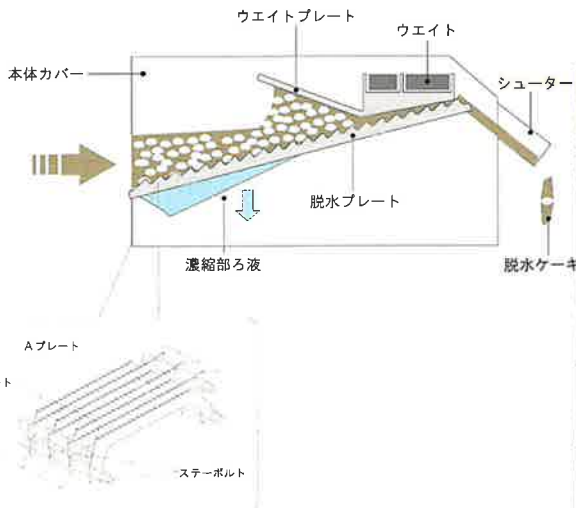 ウエイトプレート
ウエイト
本体カバー
シューター
脱水プレート
濃縮部ろ液
脱水ケーキ
Aプレート
ート
ステーボルト